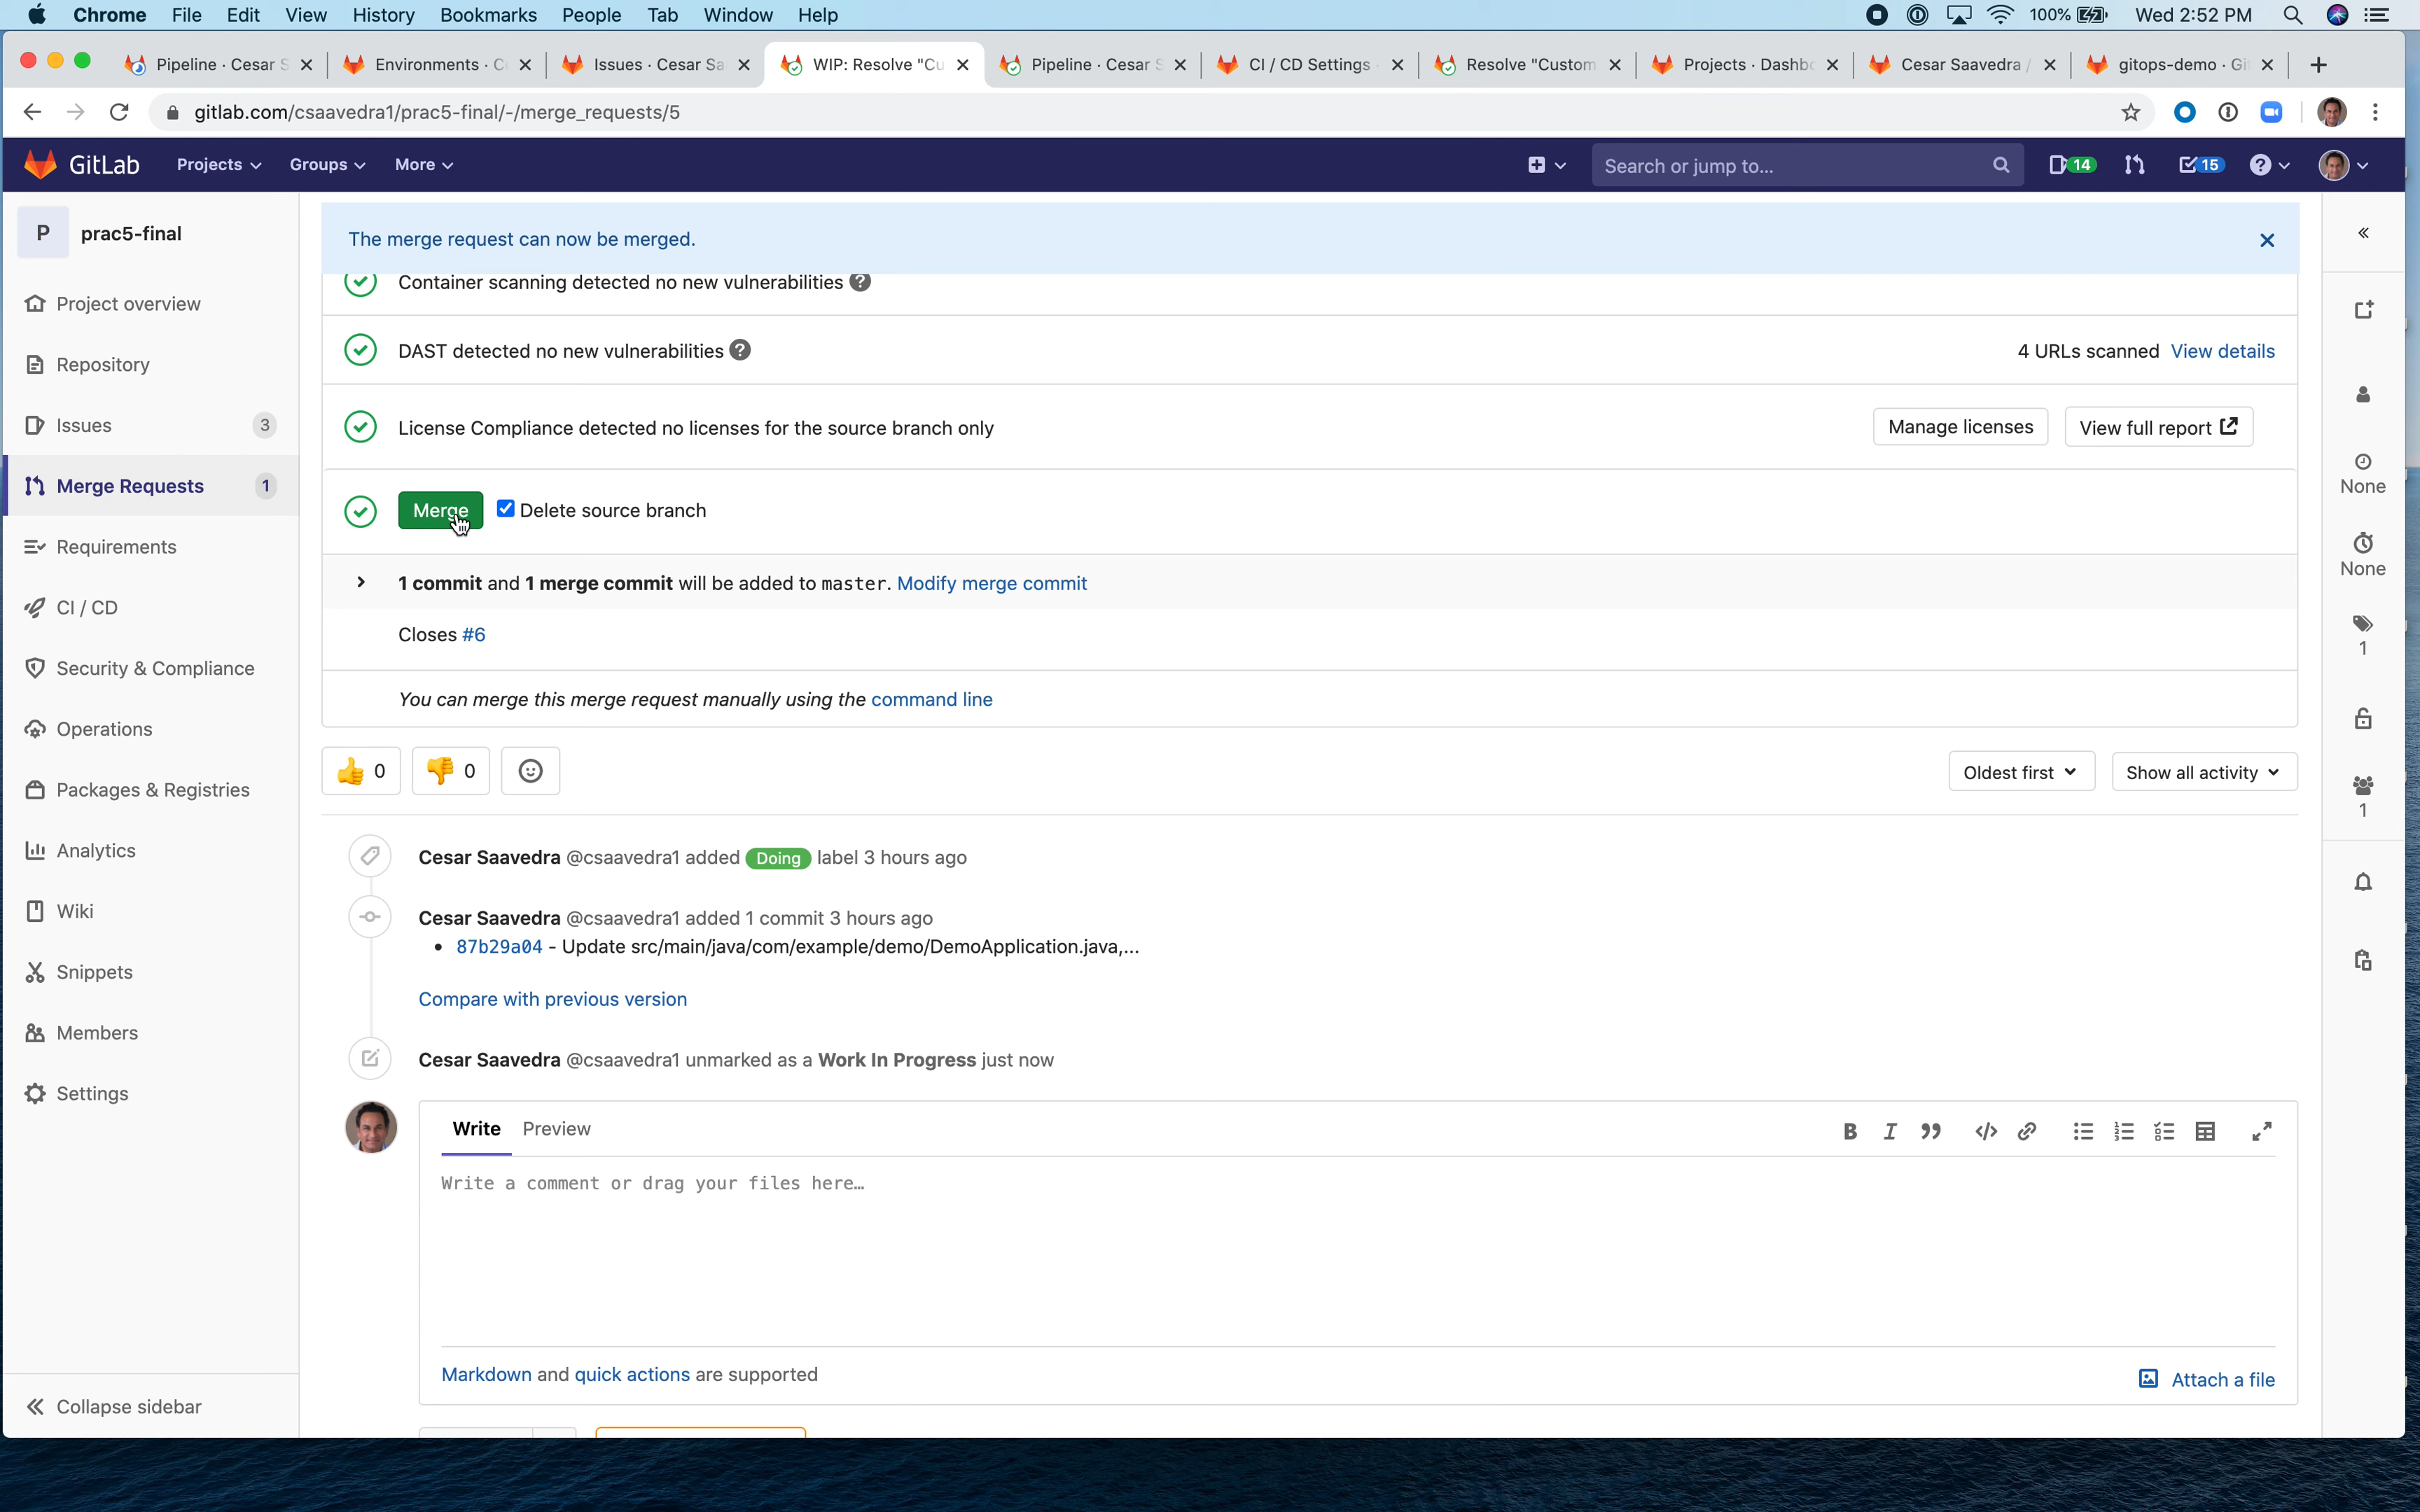 Chrome File Edit View History Bookmarks People Tab Window Help 100% Wed 2:52 PM
Pipeline · Cesar S Environments · C Issues · Cesar Sa WIP: Resolve "Cu Pipeline · Cesar S CI / CD Settings · Resolve "Custom Projects · Dashbo Cesar Saavedra / gitops-demo · Git
gitlab.com/csaavedra1/prac5-final/-/merge_requests/5
GitLab Projects Groups More Search or jump to... 14 15
P prac5-final
Project overview
Repository
Issues 3
Merge Requests 1
Requirements
CI / CD
Security & Compliance
Operations
Packages & Registries
Analytics
Wiki
Snippets
Members
Settings
Collapse sidebar
The merge request can now be merged.
Container scanning detected no new vulnerabilities
DAST detected no new vulnerabilities 4 URLs scanned View details
License Compliance detected no licenses for the source branch only Manage licenses View full report
Merge Delete source branch
1 commit and 1 merge commit will be added to master. Modify merge commit
Closes #6
You can merge this merge request manually using the command line
0 0 Oldest first Show all activity
Cesar Saavedra @csaavedra1 added Doing label 3 hours ago
Cesar Saavedra @csaavedra1 added 1 commit 3 hours ago
• 87b29a04 - Update src/main/java/com/example/demo/DemoApplication.java,...
Compare with previous version
Cesar Saavedra @csaavedra1 unmarked as a Work In Progress just now
Write Preview
Write a comment or drag your files here…
Markdown and quick actions are supported Attach a file
None
None
1
1